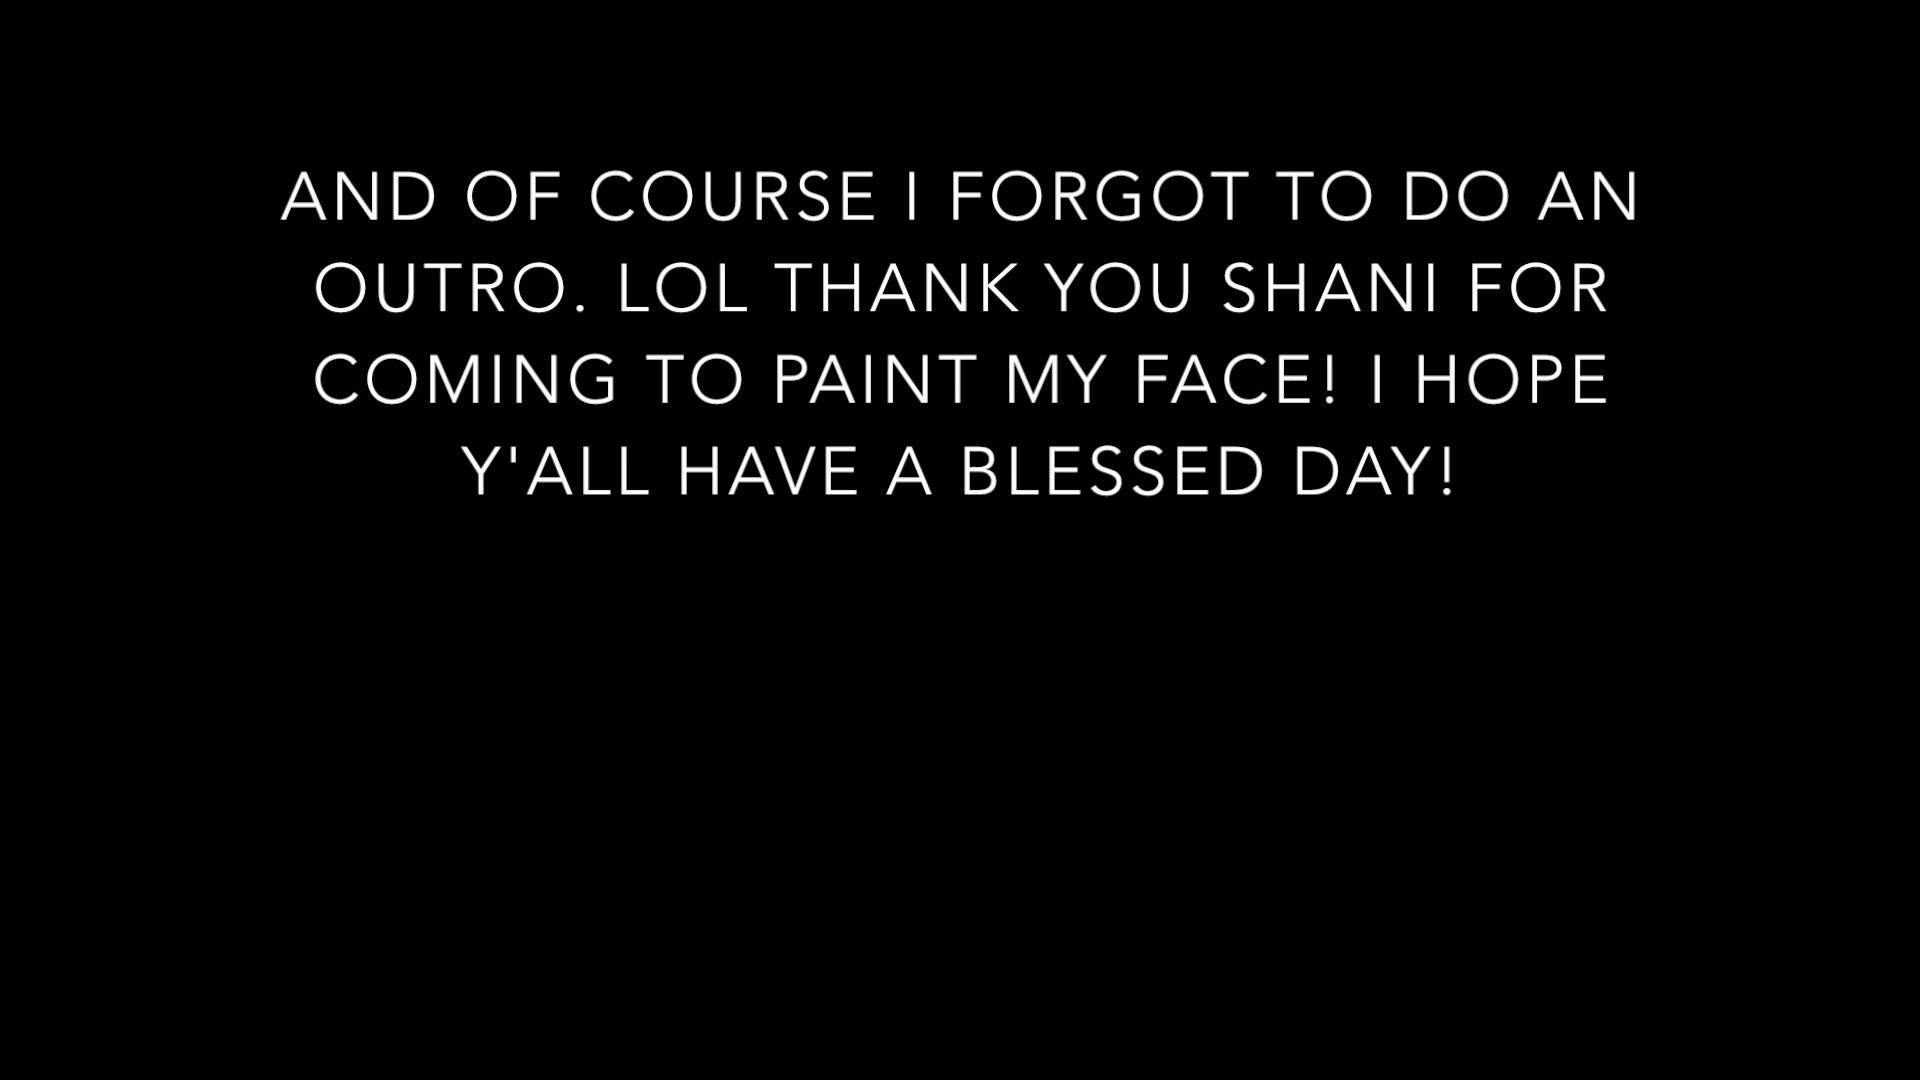 AND OF COURSE I FORGOT TO DO AN
OUTRO. LOL THANK YOU SHANI FOR
COMING TO PAINT MY FACE! I HOPE
Y'ALL HAVE A BLESSED DAY!